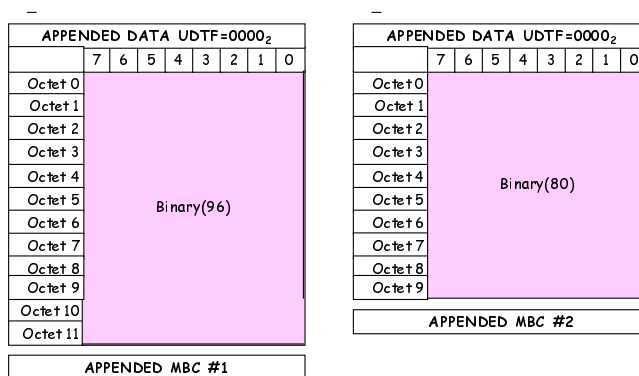 APPENDED DATA UDTF=0000₂
7 6 5 4 3 2 1 0
Octet 0
Octet 1
Octet 2
Octet 3
Octet 4
Octet 5
Octet 6
Octet 7
Octet 8
Octet 9
Octet 10
Octet 11
Binary(96)
APPENDED MBC #1
APPENDED DATA UDTF=0000₂
7 6 5 4 3 2 1 0
Octet 0
Octet 1
Octet 2
Octet 3
Octet 4
Octet 5
Octet 6
Octet 7
Octet 8
Octet 9
Binary(80)
APPENDED MBC #2